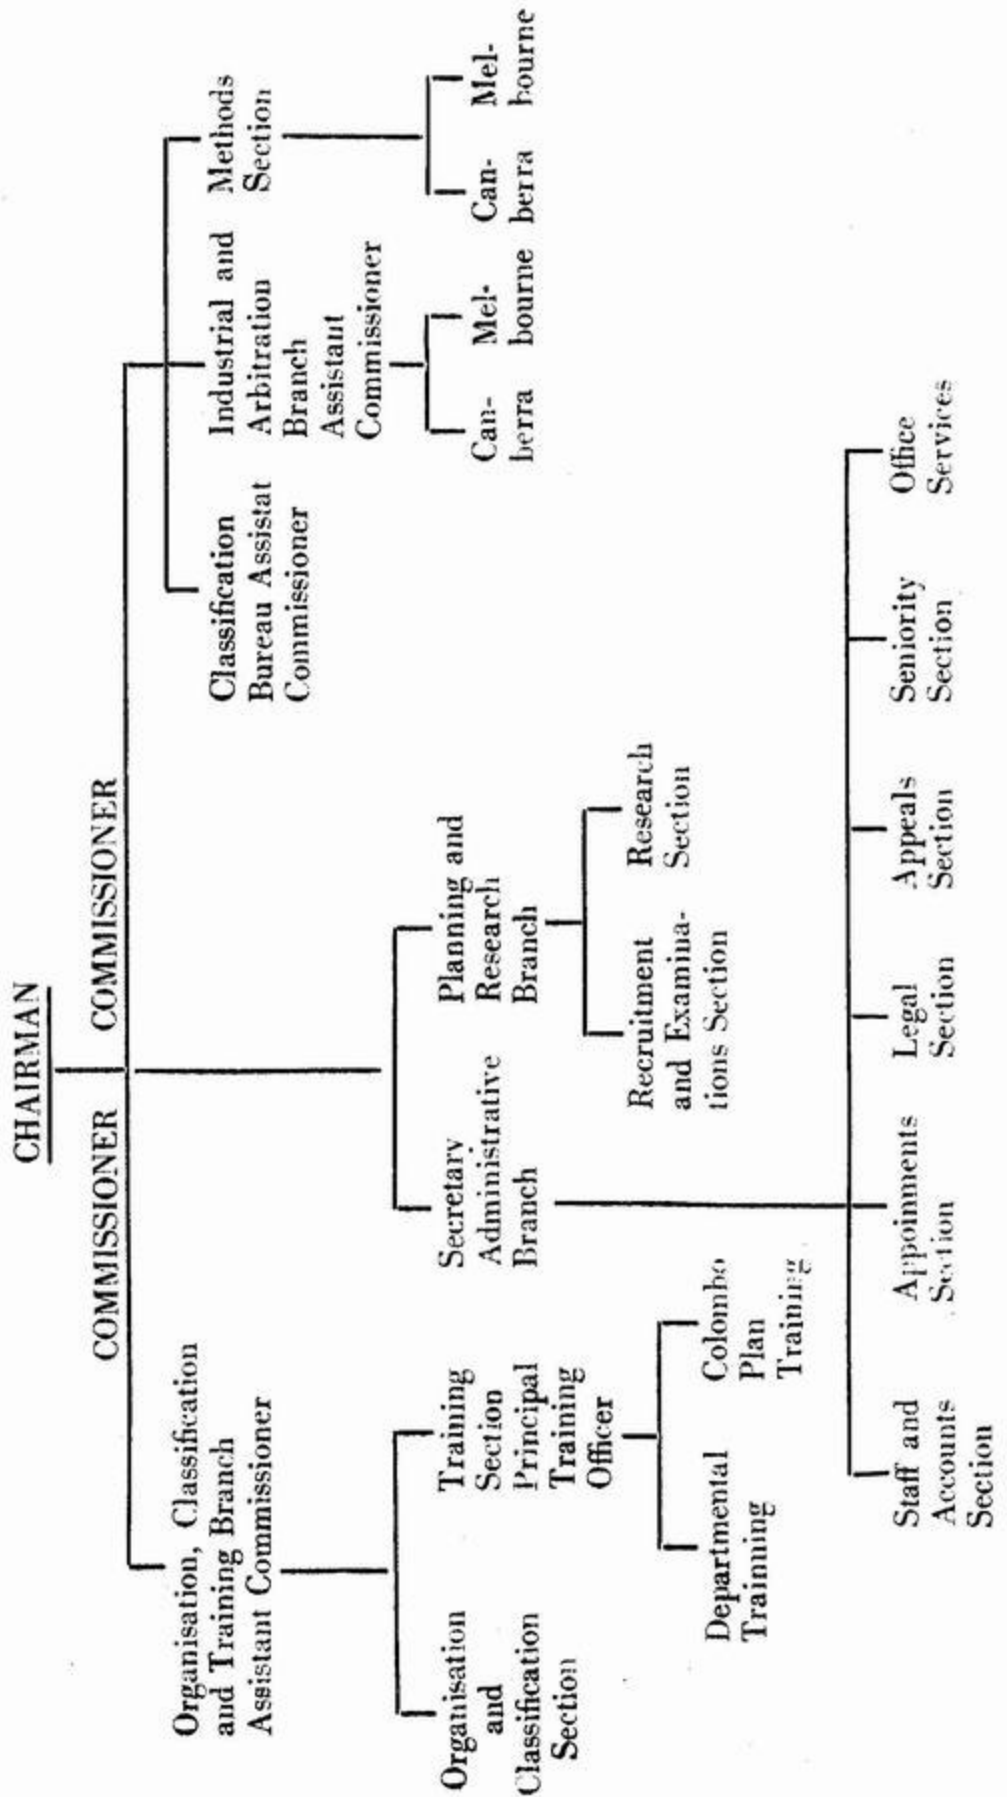 CHAIRMAN
COMMISSIONER COMMISSIONER
Organisation, Classification
and Training Branch
Assistant Commissioner
Classification
Bureau Assistat
Commissioner
Industrial and
Arbitration
Branch
Assistant
Commissioner
Methods
Section
Can-
berra
Mel-
bourne
Can-
berra
Mel-
bourne
Organisation
and
Classification
Section
Training
Section
Principal
Training
Officer
Secretary
Administrative
Branch
Planning and
Research
Branch
Recruitment
and Examina-
tions Section
Research
Section
Departmental
Training
Colombo
Plan
Training
Staff and
Accounts
Section
Appointments
Section
Legal
Section
Appeals
Section
Seniority
Section
Office
Services